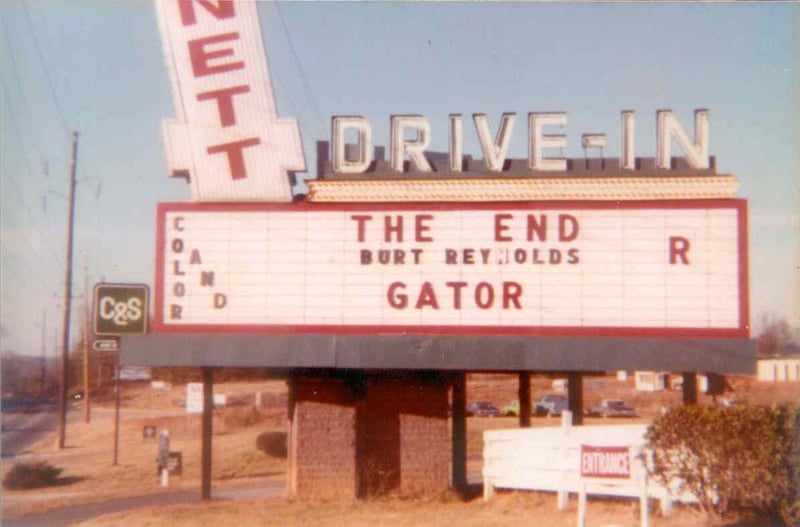 NETT
DRIVE-IN
COLOR
AND
THE END
BURT REYNOLDS
R
GATOR
C&S
ENTRANCE